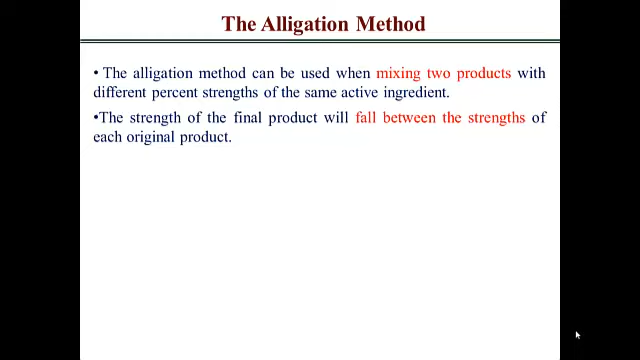 The Alligation Method
• The alligation method can be used when mixing two products with
different percent strengths of the same active ingredient.
•The strength of the final product will fall between the strengths of
each original product.